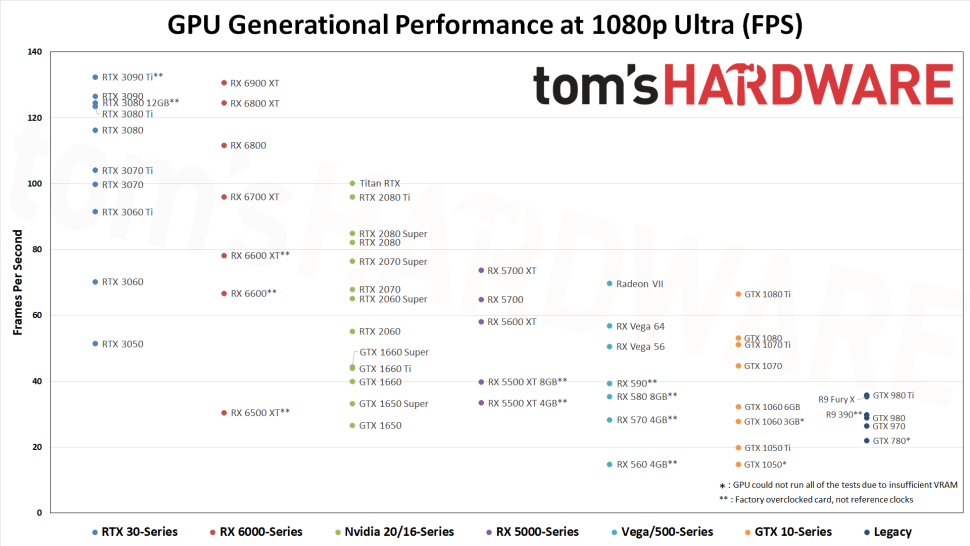 GPU Generational Performance at 1080p Ultra (FPS)
tom's HARDWARE
tom's HARDWARE
Frames Per Second
140
120
100
80
60
40
20
0
RTX 3090 Ti**
RTX 3090
RTX 3080 12GB**
RTX 3080 Ti
RTX 3080
RTX 3070 Ti
RTX 3070
RTX 3060 Ti
RTX 3060
RTX 3050
RX 6900 XT
RX 6800 XT
RX 6800
RX 6700 XT
RX 6600 XT**
RX 6600**
RX 6500 XT**
Titan RTX
RTX 2080 Ti
RTX 2080 Super
RTX 2080
RTX 2070 Super
RTX 2070
RTX 2060 Super
RTX 2060
GTX 1660 Super
GTX 1660 Ti
GTX 1660
GTX 1650 Super
GTX 1650
RX 5700 XT
RX 5700
RX 5600 XT
RX 5500 XT 8GB**
RX 5500 XT 4GB**
Radeon VII
RX Vega 64
RX Vega 56
RX 590**
RX 580 8GB**
RX 570 4GB**
RX 560 4GB**
GTX 1080 Ti
GTX 1080
GTX 1070 Ti
GTX 1070
GTX 1060 6GB
GTX 1060 3GB*
GTX 1050 Ti
GTX 1050*
GTX 980 Ti
R9 Fury X
R9 390**
GTX 980
GTX 970
GTX 780*
* : GPU could not run all of the tests due to insufficient VRAM
** : Factory overclocked card, not reference clocks
RTX 30-Series
RX 6000-Series
Nvidia 20/16-Series
RX 5000-Series
Vega/500-Series
GTX 10-Series
Legacy